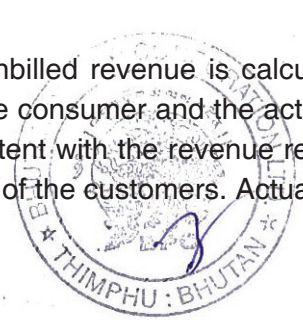 nbilled revenue is calcu
e consumer and the act
tent with the revenue re
of the customers. Actua
THIMPHU : BHUTAN